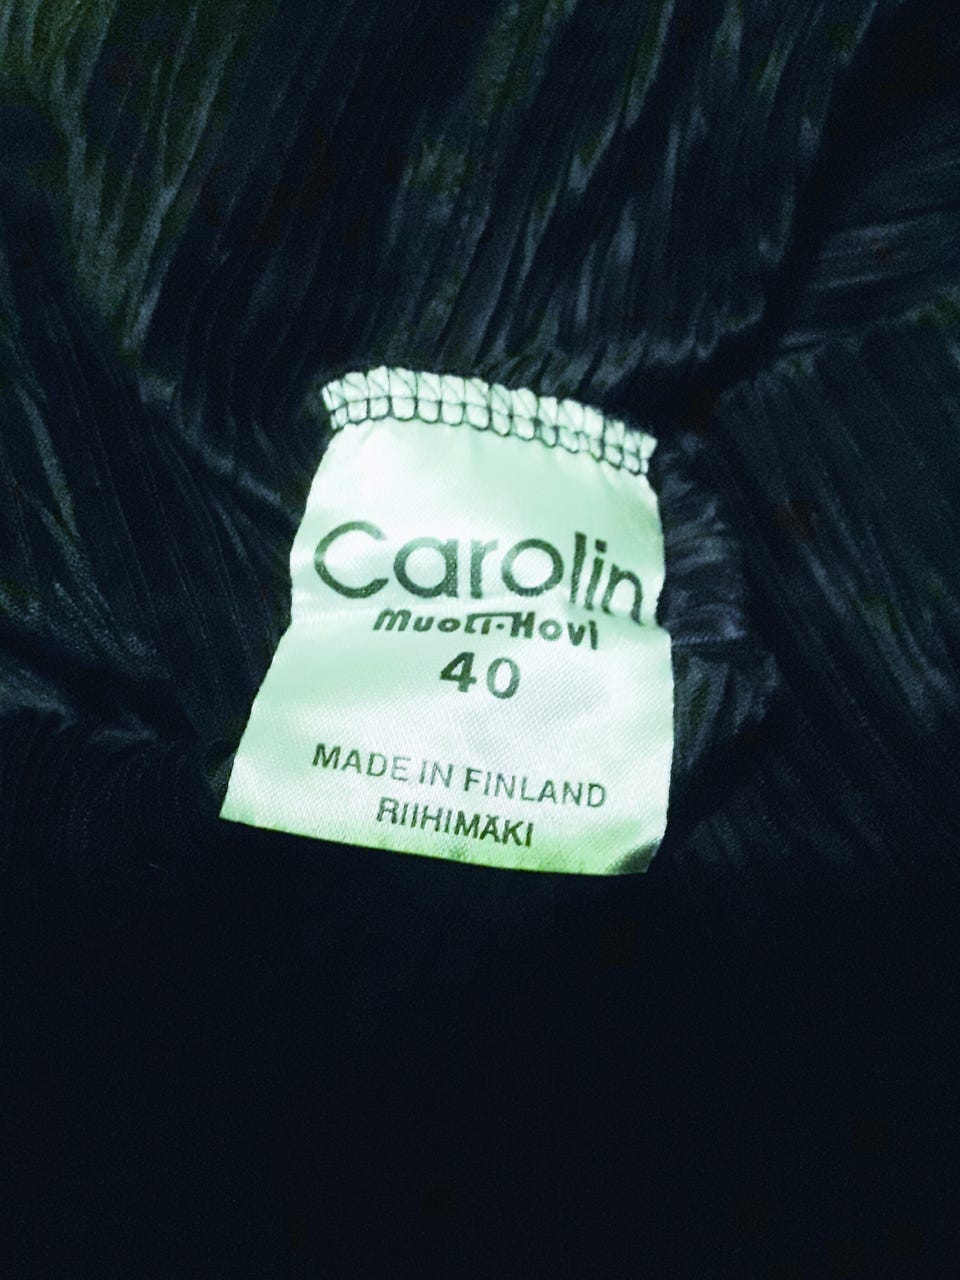 Carolin
Muoti-Hovi
40
MADE IN FINLAND
RIIHIMÄKI